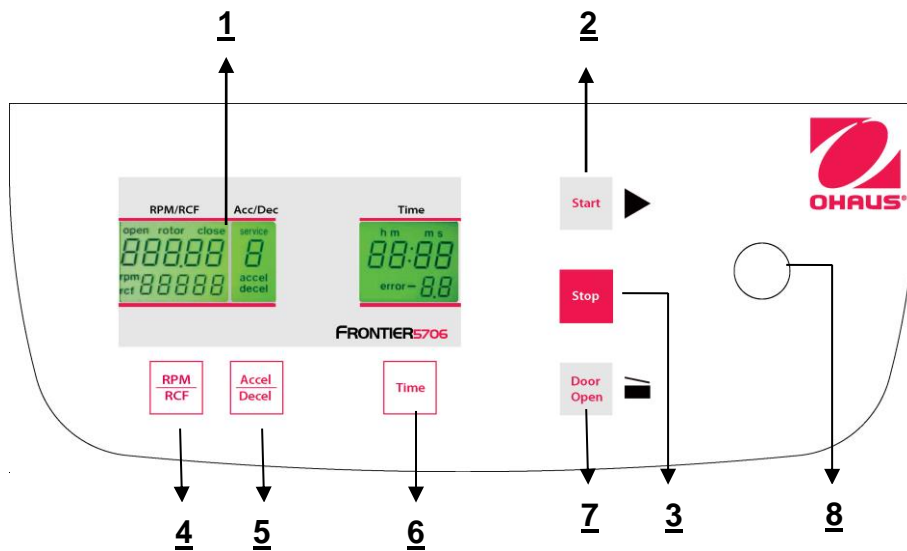 1 2
OHAUS®
RPM/RCF Acc/Dec Time
Start
open rotor close service
h m m s
88888 8
88:88
rpm 88888 accel
rcf decel
error - 8.8
Stop
FRONTIER5706
RPM
RCF
Accel
Decel
Time
Door
Open
4 5 6 7 3 8